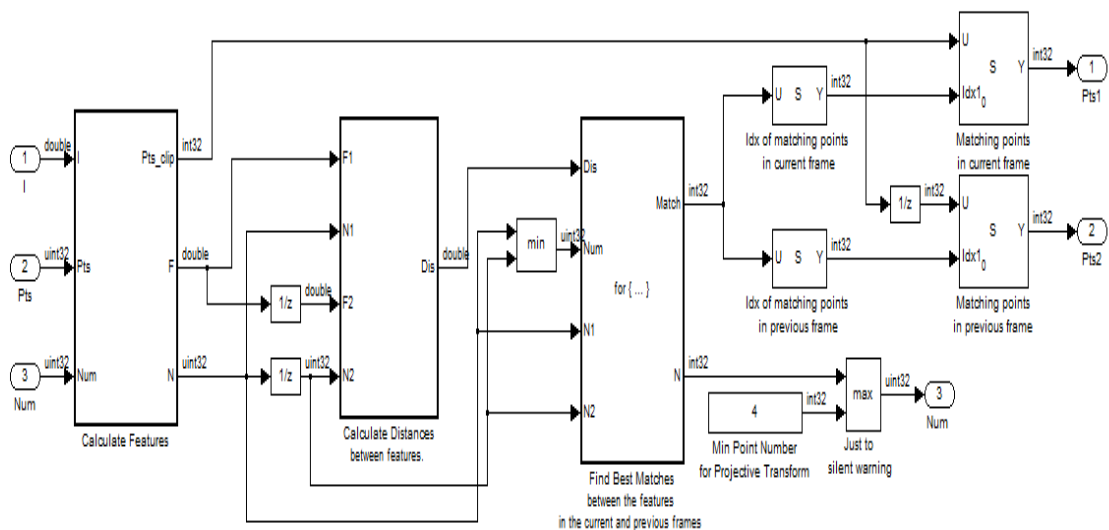 double
1
I
I
Pts_clip
int32
uint32
2
Pts
Pts
double
F
uint32
3
Num
Num
uint32
N
Calculate Features
1/z
double
1/z
uint32
F1
N1
F2
N2
Dis
double
Calculate Distances
between features.
min
uint32
Dis
Num
N1
N2
Match
int32
for { ... }
N
int32
Find Best Matches
between the features
in the current and previous frames
U S Y
int32
Idx of matching points
in current frame
U S Y
int32
Idx of matching points
in previous frame
U
S Y
Idx1 0
int32
1
Pts1
Matching points
in current frame
1/z
int32
U
S Y
Idx1 0
int32
2
Pts2
Matching points
in previous frame
4
int32
Min Point Number
for Projective Transform
max
uint32
Just to
silent warning
3
Num